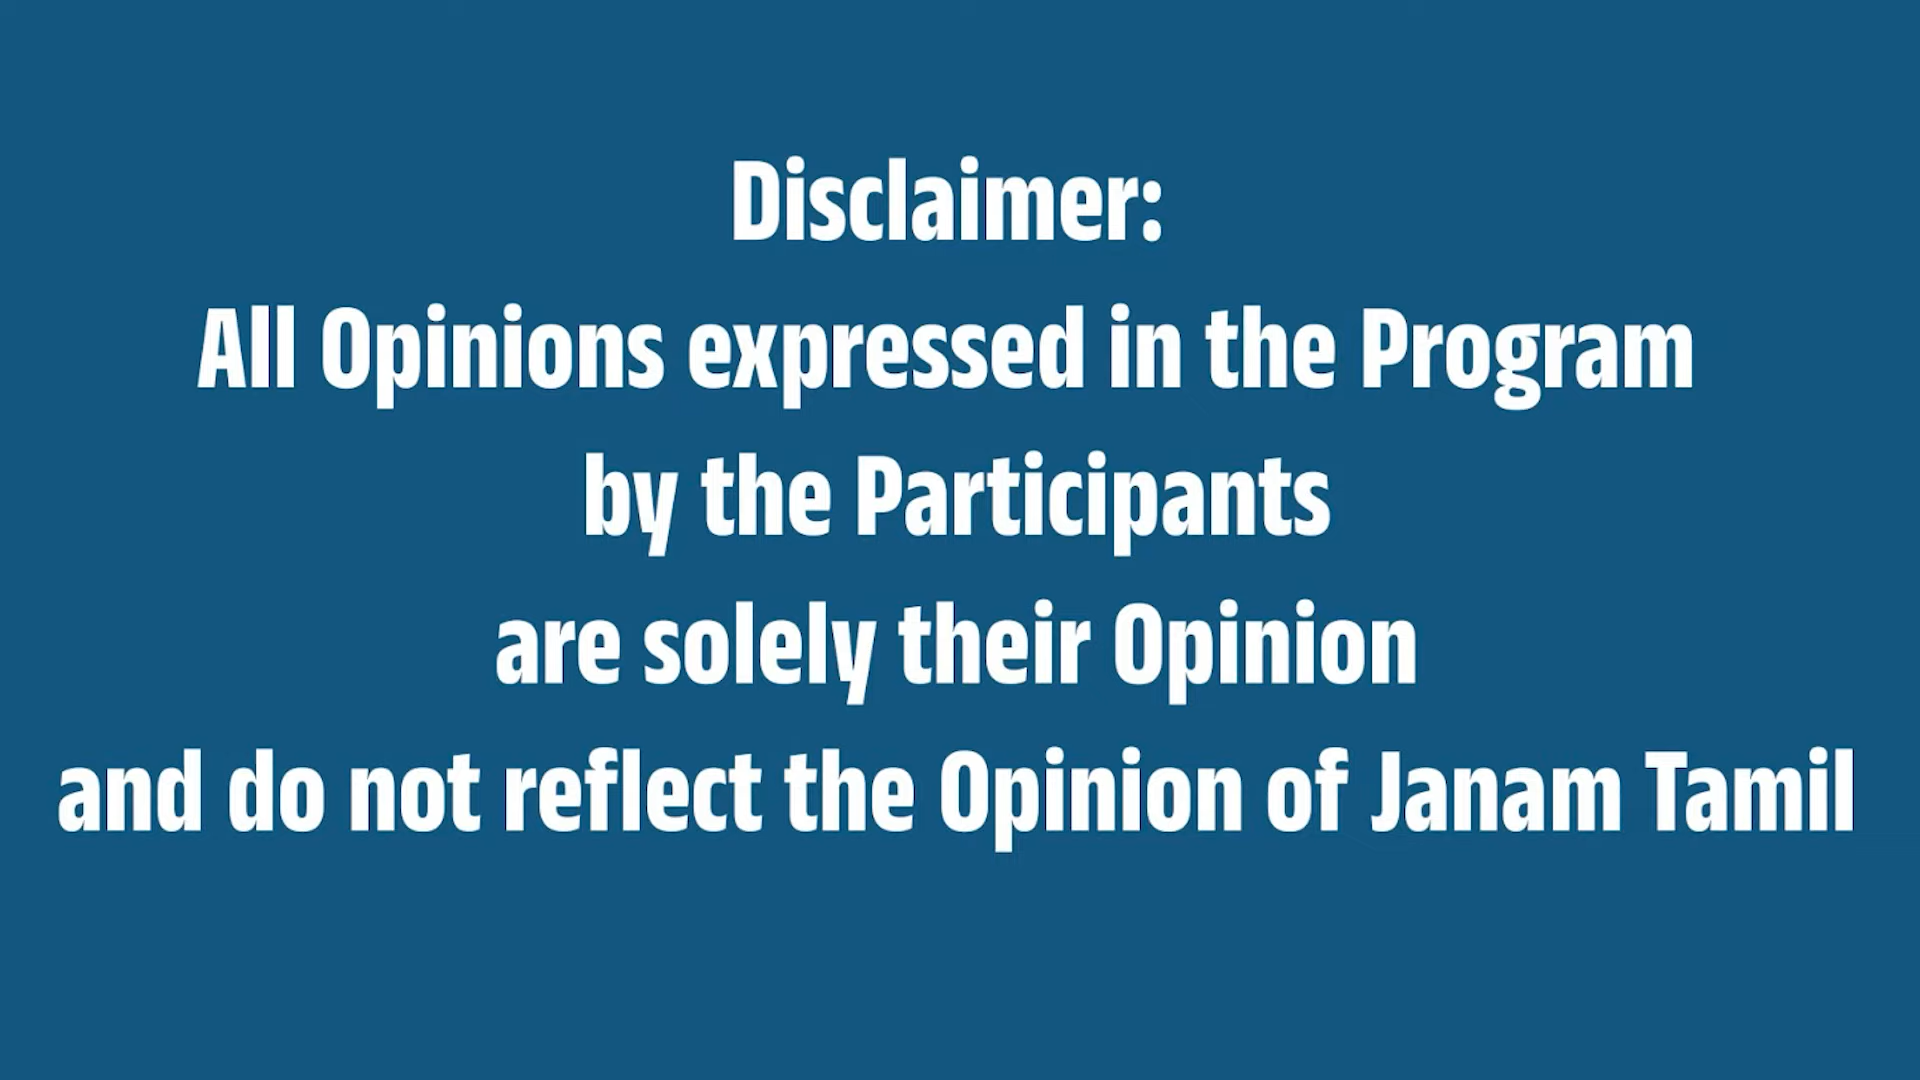 Disclaimer:
All Opinions expressed in the Program
by the Participants
are solely their Opinion
and do not reflect the Opinion of Janam Tamil